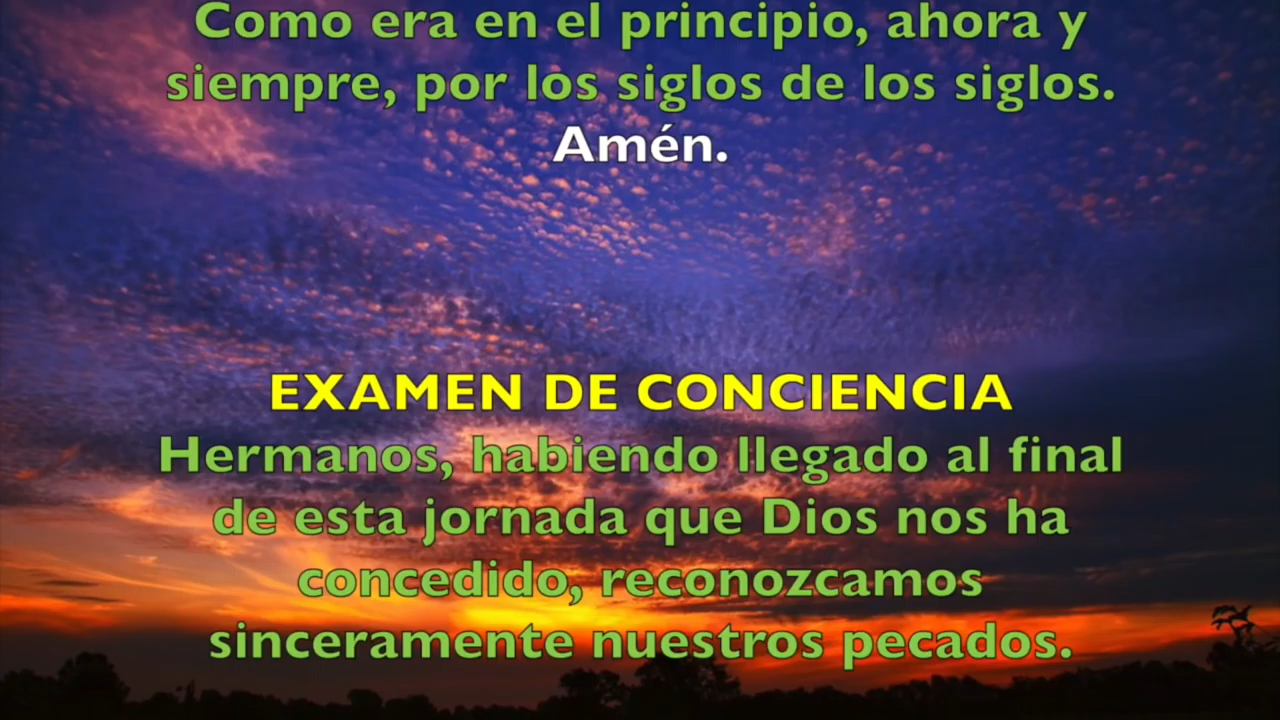 Como era en el principio, ahora y
siempre, por los siglos de los siglos.
Amén.
EXAMEN DE CONCIENCIA
Hermanos, habiendo llegado al final
de esta jornada que Dios nos ha
concedido, reconozcamos
sinceramente nuestros pecados.